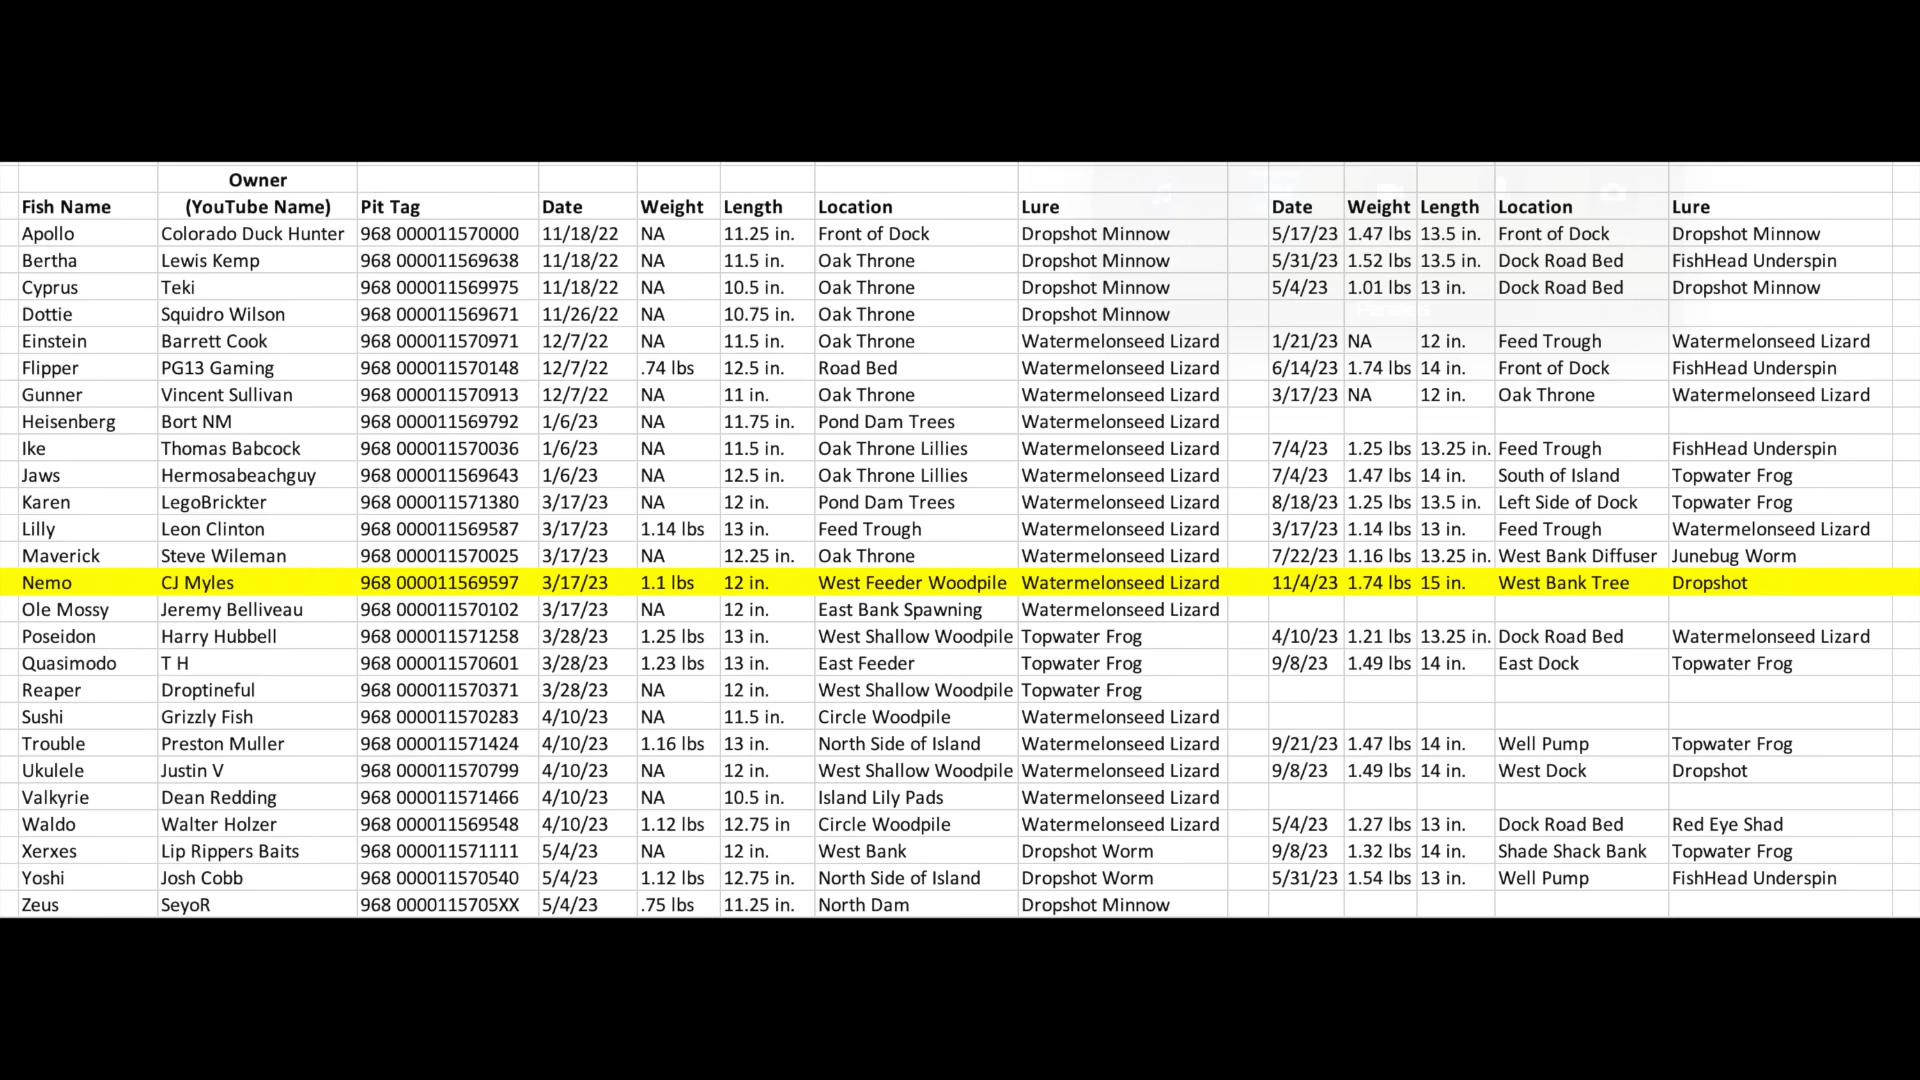 Owner
Fish Name (YouTube Name) Pit Tag Date Weight Length Location Lure Date Weight Length Location Lure
Apollo Colorado Duck Hunter 968 000011570000 11/18/22 NA 11.25 in. Front of Dock Dropshot Minnow 5/17/23 1.47 lbs 13.5 in. Front of Dock Dropshot Minnow
Bertha Lewis Kemp 968 000011569638 11/18/22 NA 11.5 in. Oak Throne Dropshot Minnow 5/31/23 1.52 lbs 13.5 in. Dock Road Bed FishHead Underspin
Cyprus Teki 968 000011569975 11/18/22 NA 10.5 in. Oak Throne Dropshot Minnow 5/4/23 1.01 lbs 13 in. Dock Road Bed Dropshot Minnow
Dottie Squidro Wilson 968 000011569671 11/26/22 NA 10.75 in. Oak Throne Dropshot Minnow
Einstein Barrett Cook 968 000011570971 12/7/22 NA 11.5 in. Oak Throne Watermelonseed Lizard 1/21/23 NA 12 in. Feed Trough Watermelonseed Lizard
Flipper PG13 Gaming 968 000011570148 12/7/22 .74 lbs 12.5 in. Road Bed Watermelonseed Lizard 6/14/23 1.74 lbs 14 in. Front of Dock FishHead Underspin
Gunner Vincent Sullivan 968 000011570913 12/7/22 NA 11 in. Oak Throne Watermelonseed Lizard 3/17/23 NA 12 in. Oak Throne Watermelonseed Lizard
Heisenberg Bort NM 968 000011569792 1/6/23 NA 11.75 in. Pond Dam Trees Watermelonseed Lizard
Ike Thomas Babcock 968 000011570036 1/6/23 NA 11.5 in. Oak Throne Lillies Watermelonseed Lizard 7/4/23 1.25 lbs 13.25 in. Feed Trough FishHead Underspin
Jaws Hermosabeachguy 968 000011569643 1/6/23 NA 12.5 in. Oak Throne Lillies Watermelonseed Lizard 7/4/23 1.47 lbs 14 in. South of Island Topwater Frog
Karen LegoBrickter 968 000011571380 3/17/23 NA 12 in. Pond Dam Trees Watermelonseed Lizard 8/18/23 1.25 lbs 13.5 in. Left Side of Dock Topwater Frog
Lilly Leon Clinton 968 000011569587 3/17/23 1.14 lbs 13 in. Feed Trough Watermelonseed Lizard 3/17/23 1.14 lbs 13 in. Feed Trough Watermelonseed Lizard
Maverick Steve Wileman 968 000011570025 3/17/23 NA 12.25 in. Oak Throne Watermelonseed Lizard 7/22/23 1.16 lbs 13.25 in. West Bank Diffuser Junebug Worm
Nemo CJ Myles 968 000011569597 3/17/23 1.1 lbs 12 in. West Feeder Woodpile Watermelonseed Lizard 11/4/23 1.74 lbs 15 in. West Bank Tree Dropshot
Ole Mossy Jeremy Belliveau 968 000011570102 3/17/23 NA 12 in. East Bank Spawning Watermelonseed Lizard
Poseidon Harry Hubbell 968 000011571258 3/28/23 1.25 lbs 13 in. West Shallow Woodpile Topwater Frog 4/10/23 1.21 lbs 13.25 in. Dock Road Bed Watermelonseed Lizard
Quasimodo T H 968 000011570601 3/28/23 1.23 lbs 13 in. East Feeder Topwater Frog 9/8/23 1.49 lbs 14 in. East Dock Topwater Frog
Reaper Droptineful 968 000011570371 3/28/23 NA 12 in. West Shallow Woodpile Topwater Frog
Sushi Grizzly Fish 968 000011570283 4/10/23 NA 11.5 in. Circle Woodpile Watermelonseed Lizard
Trouble Preston Muller 968 000011571424 4/10/23 1.16 lbs 13 in. North Side of Island Watermelonseed Lizard 9/21/23 1.47 lbs 14 in. Well Pump Topwater Frog
Ukulele Justin V 968 000011570799 4/10/23 NA 12 in. West Shallow Woodpile Watermelonseed Lizard 9/8/23 1.49 lbs 14 in. West Dock Dropshot
Valkyrie Dean Redding 968 000011571466 4/10/23 NA 10.5 in. Island Lily Pads Watermelonseed Lizard
Waldo Walter Holzer 968 000011569548 4/10/23 1.12 lbs 12.75 in Circle Woodpile Watermelonseed Lizard 5/4/23 1.27 lbs 13 in. Dock Road Bed Red Eye Shad
Xerxes Lip Rippers Baits 968 000011571111 5/4/23 NA 12 in. West Bank Dropshot Worm 9/8/23 1.32 lbs 14 in. Shade Shack Bank Topwater Frog
Yoshi Josh Cobb 968 000011570540 5/4/23 1.12 lbs 12.75 in. North Side of Island Dropshot Worm 5/31/23 1.54 lbs 13 in. Well Pump FishHead Underspin
Zeus SeyoR 968 0000115705XX 5/4/23 .75 lbs 11.25 in. North Dam Dropshot Minnow